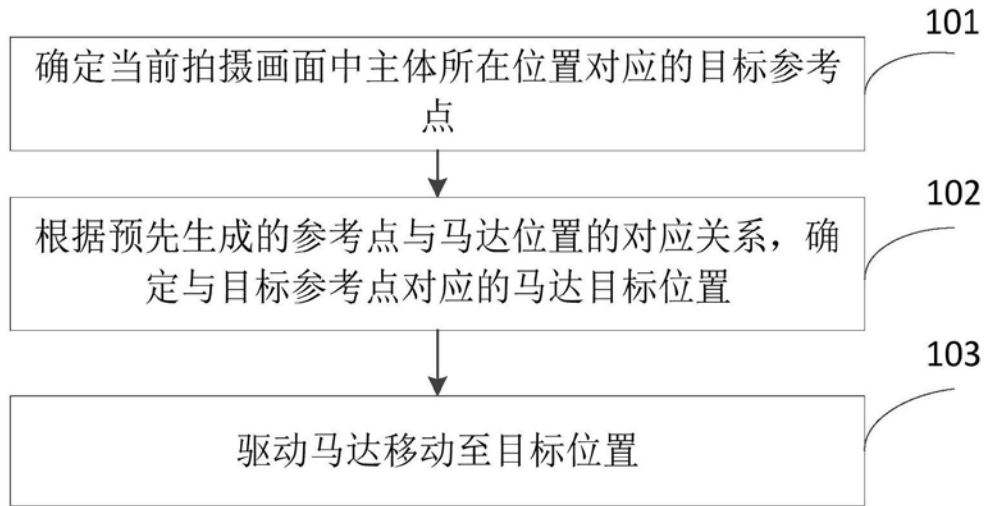 101
确定当前拍摄画面中主体所在位置对应的目标参考
点
102
根据预先生成的参考点与马达位置的对应关系，确
定与目标参考点对应的马达目标位置
103
驱动马达移动至目标位置